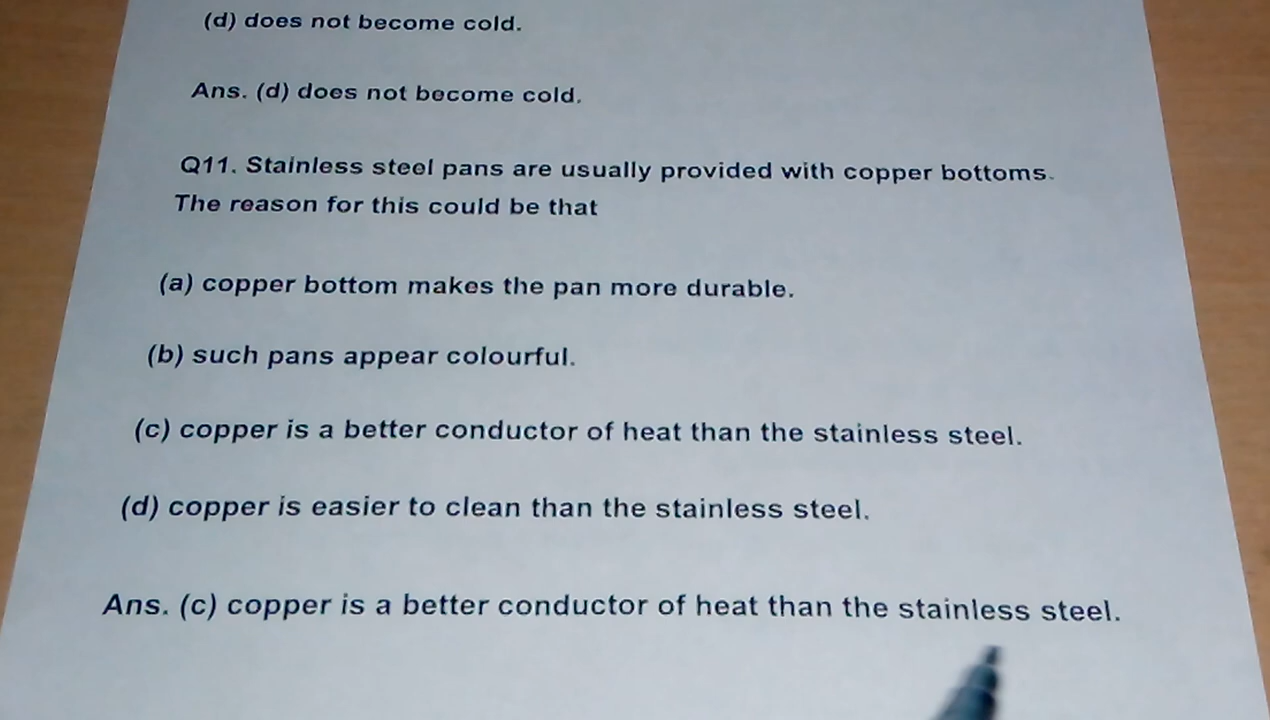 (d) does not become cold.
Ans. (d) does not become cold.
Q11. Stainless steel pans are usually provided with copper bottoms.
The reason for this could be that
(a) copper bottom makes the pan more durable.
(b) such pans appear colourful.
(c) copper is a better conductor of heat than the stainless steel.
(d) copper is easier to clean than the stainless steel.
Ans. (c) copper is a better conductor of heat than the stainless steel.